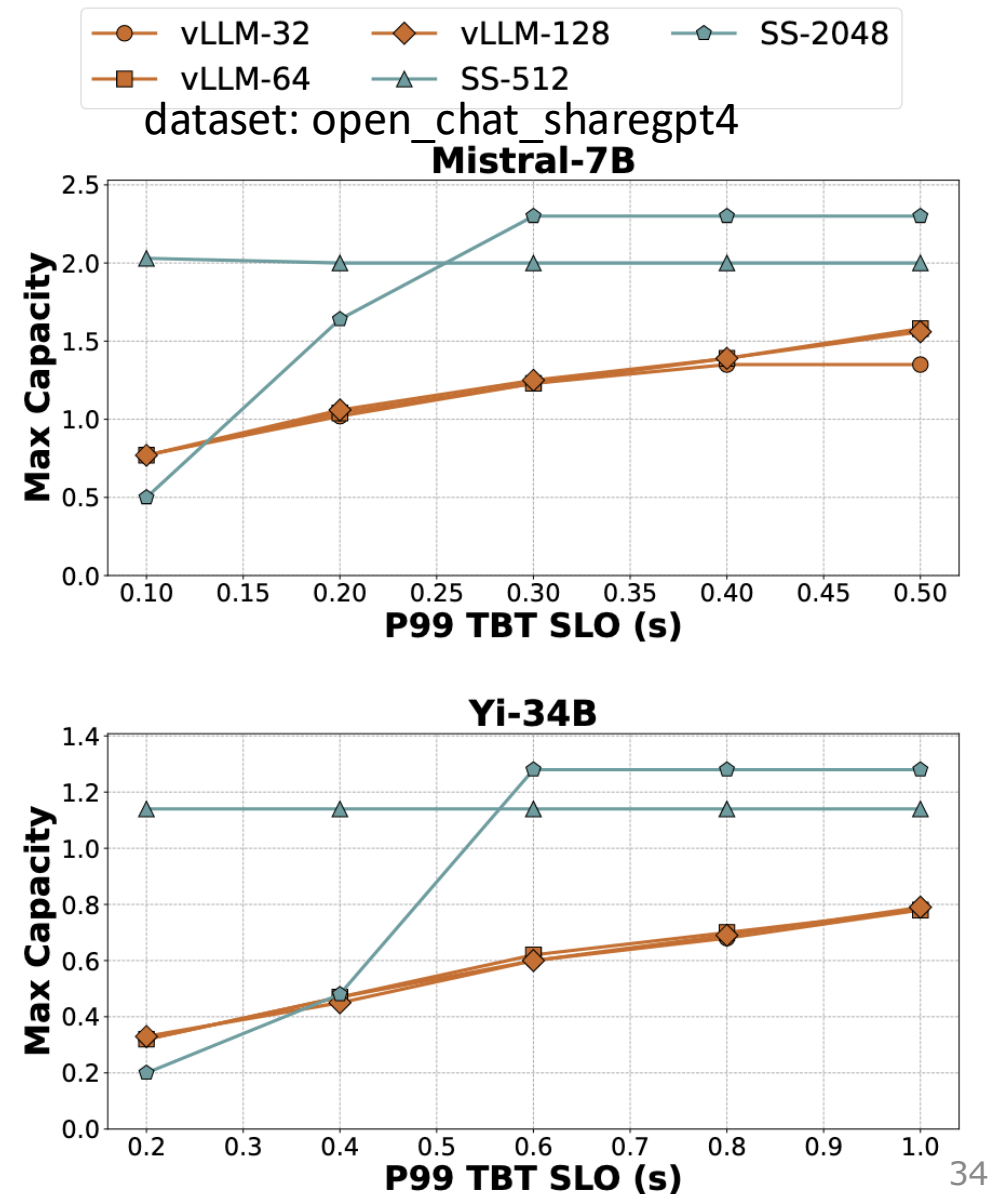 vLLM-32 vLLM-128 SS-2048
vLLM-64 SS-512
dataset: open_chat_sharegpt4
Mistral-7B
2.5
2.0
1.5
1.0
0.5
0.0
Max Capacity
0.10 0.15 0.20 0.25 0.30 0.35 0.40 0.45 0.50
P99 TBT SLO (s)
Yi-34B
1.4
1.2
1.0
0.8
0.6
0.4
0.2
0.0
Max Capacity
0.2 0.3 0.4 0.5 0.6 0.7 0.8 0.9 1.0
P99 TBT SLO (s)
34